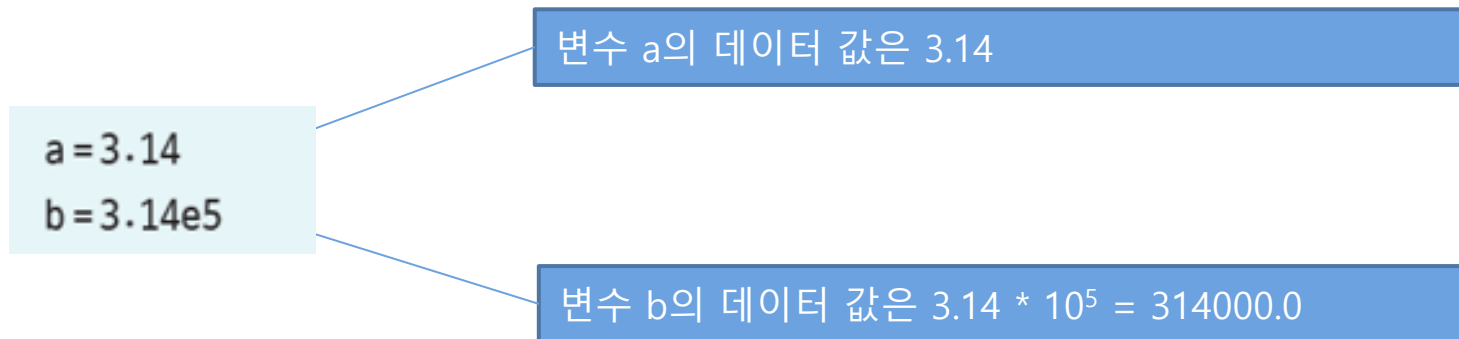 변수 a의 데이터 값은 3.14
a=3.14
b=3.14e5
변수 b의 데이터 값은 3.14 * 10⁵ = 314000.0